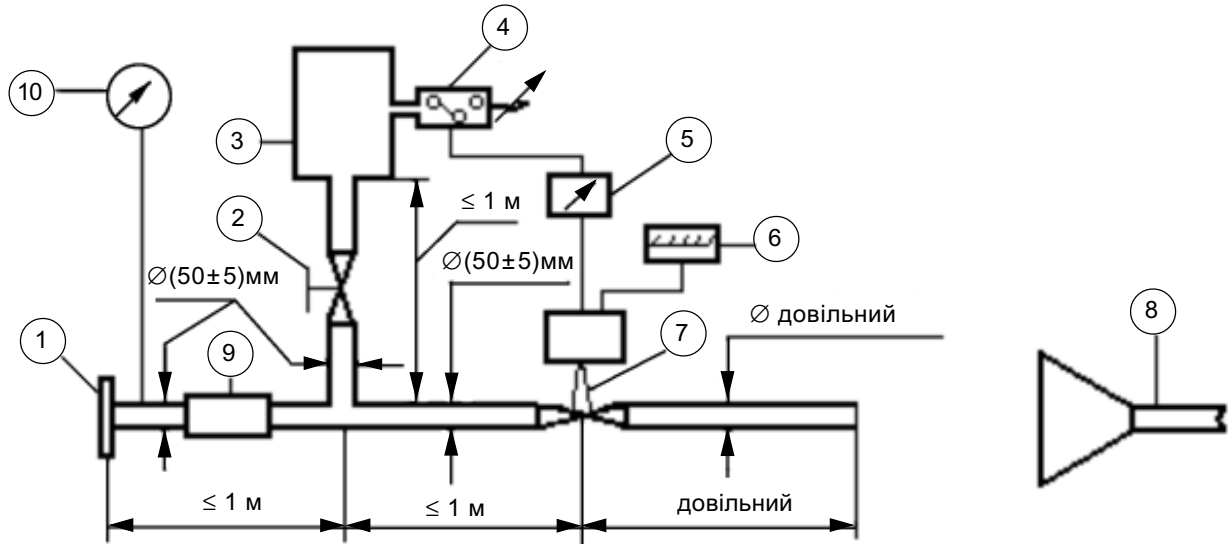 4
10
3
5
≤ 1 м
2
6
∅(50±5)мм
∅(50±5)мм
∅ довільний
1
9
7
8
≤ 1 м
≤ 1 м
довільний